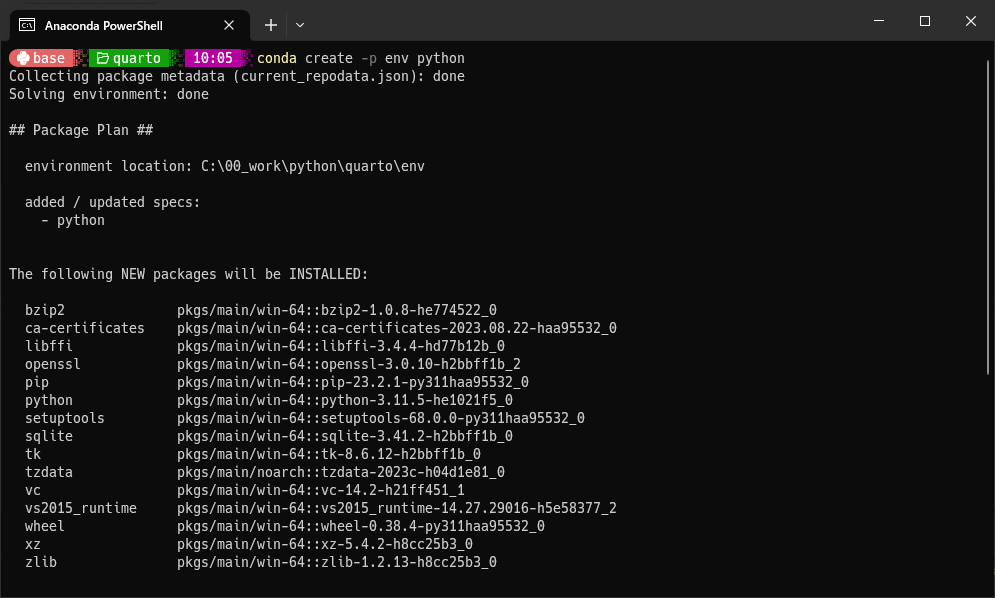 Anaconda PowerShell
base quarto 10:05 conda create -p env python
Collecting package metadata (current_repodata.json): done
Solving environment: done
## Package Plan ##
environment location: C:\00_work\python\quarto\env
added / updated specs:
- python
The following NEW packages will be INSTALLED:
bzip2 pkgs/main/win-64::bzip2-1.0.8-he774522_0
ca-certificates pkgs/main/win-64::ca-certificates-2023.08.22-haa95532_0
libffi pkgs/main/win-64::libffi-3.4.4-hd77b12b_0
openssl pkgs/main/win-64::openssl-3.0.10-h2bbff1b_2
pip pkgs/main/win-64::pip-23.2.1-py311haa95532_0
python pkgs/main/win-64::python-3.11.5-he1021f5_0
setuptools pkgs/main/win-64::setuptools-68.0.0-py311haa95532_0
sqlite pkgs/main/win-64::sqlite-3.41.2-h2bbff1b_0
tk pkgs/main/win-64::tk-8.6.12-h2bbff1b_0
tzdata pkgs/main/noarch::tzdata-2023c-h04d1e81_0
vc pkgs/main/win-64::vc-14.2-h21ff451_1
vs2015_runtime pkgs/main/win-64::vs2015_runtime-14.27.29016-h5e58377_2
wheel pkgs/main/win-64::wheel-0.38.4-py311haa95532_0
xz pkgs/main/win-64::xz-5.4.2-h8cc25b3_0
zlib pkgs/main/win-64::zlib-1.2.13-h8cc25b3_0